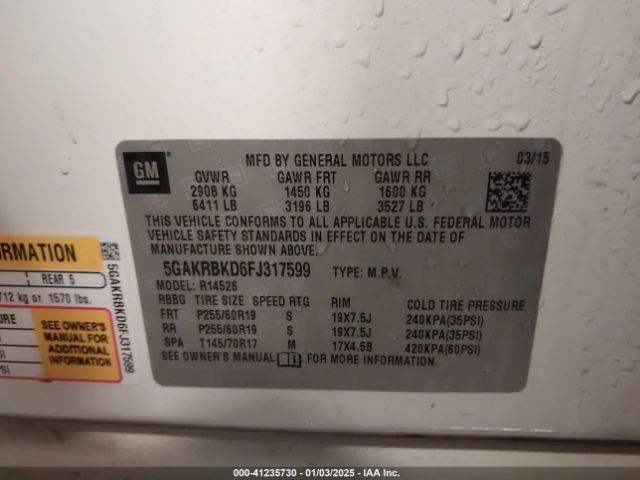 GM
MFD BY GENERAL MOTORS LLC 03/15
GVWR GAWR FRT GAWR RR
2908 KG 1450 KG 1600 KG
6411 LB 3196 LB 3527 LB
THIS VEHICLE CONFORMS TO ALL APPLICABLE U.S. FEDERAL MOTOR
VEHICLE SAFETY STANDARDS IN EFFECT ON THE DATE OF
MANUFACTURE SHOWN ABOVE.
5GAKRBKD6FJ317599 TYPE: M.P.V.
MODEL: R14526
RBBG TIRE SIZE SPEED RTG RIM COLD TIRE PRESSURE
FRT P255/60R19 S 19X7.5J 240KPA(35PSI)
RR P255/60R19 S 19X7.5J 240KPA(35PSI)
SPA T145/70R17 M 17X4.5B 420KPA(60PSI)
SEE OWNER'S MANUAL FOR MORE INFORMATION.
REAR 5
712 kg or 1570 lbs.
SEE OWNER'S
MANUAL FOR
ADDITIONAL
INFORMATION
5GAKRBKD6FJ317599
000-41235730 - 01/03/2025 - IAA Inc.